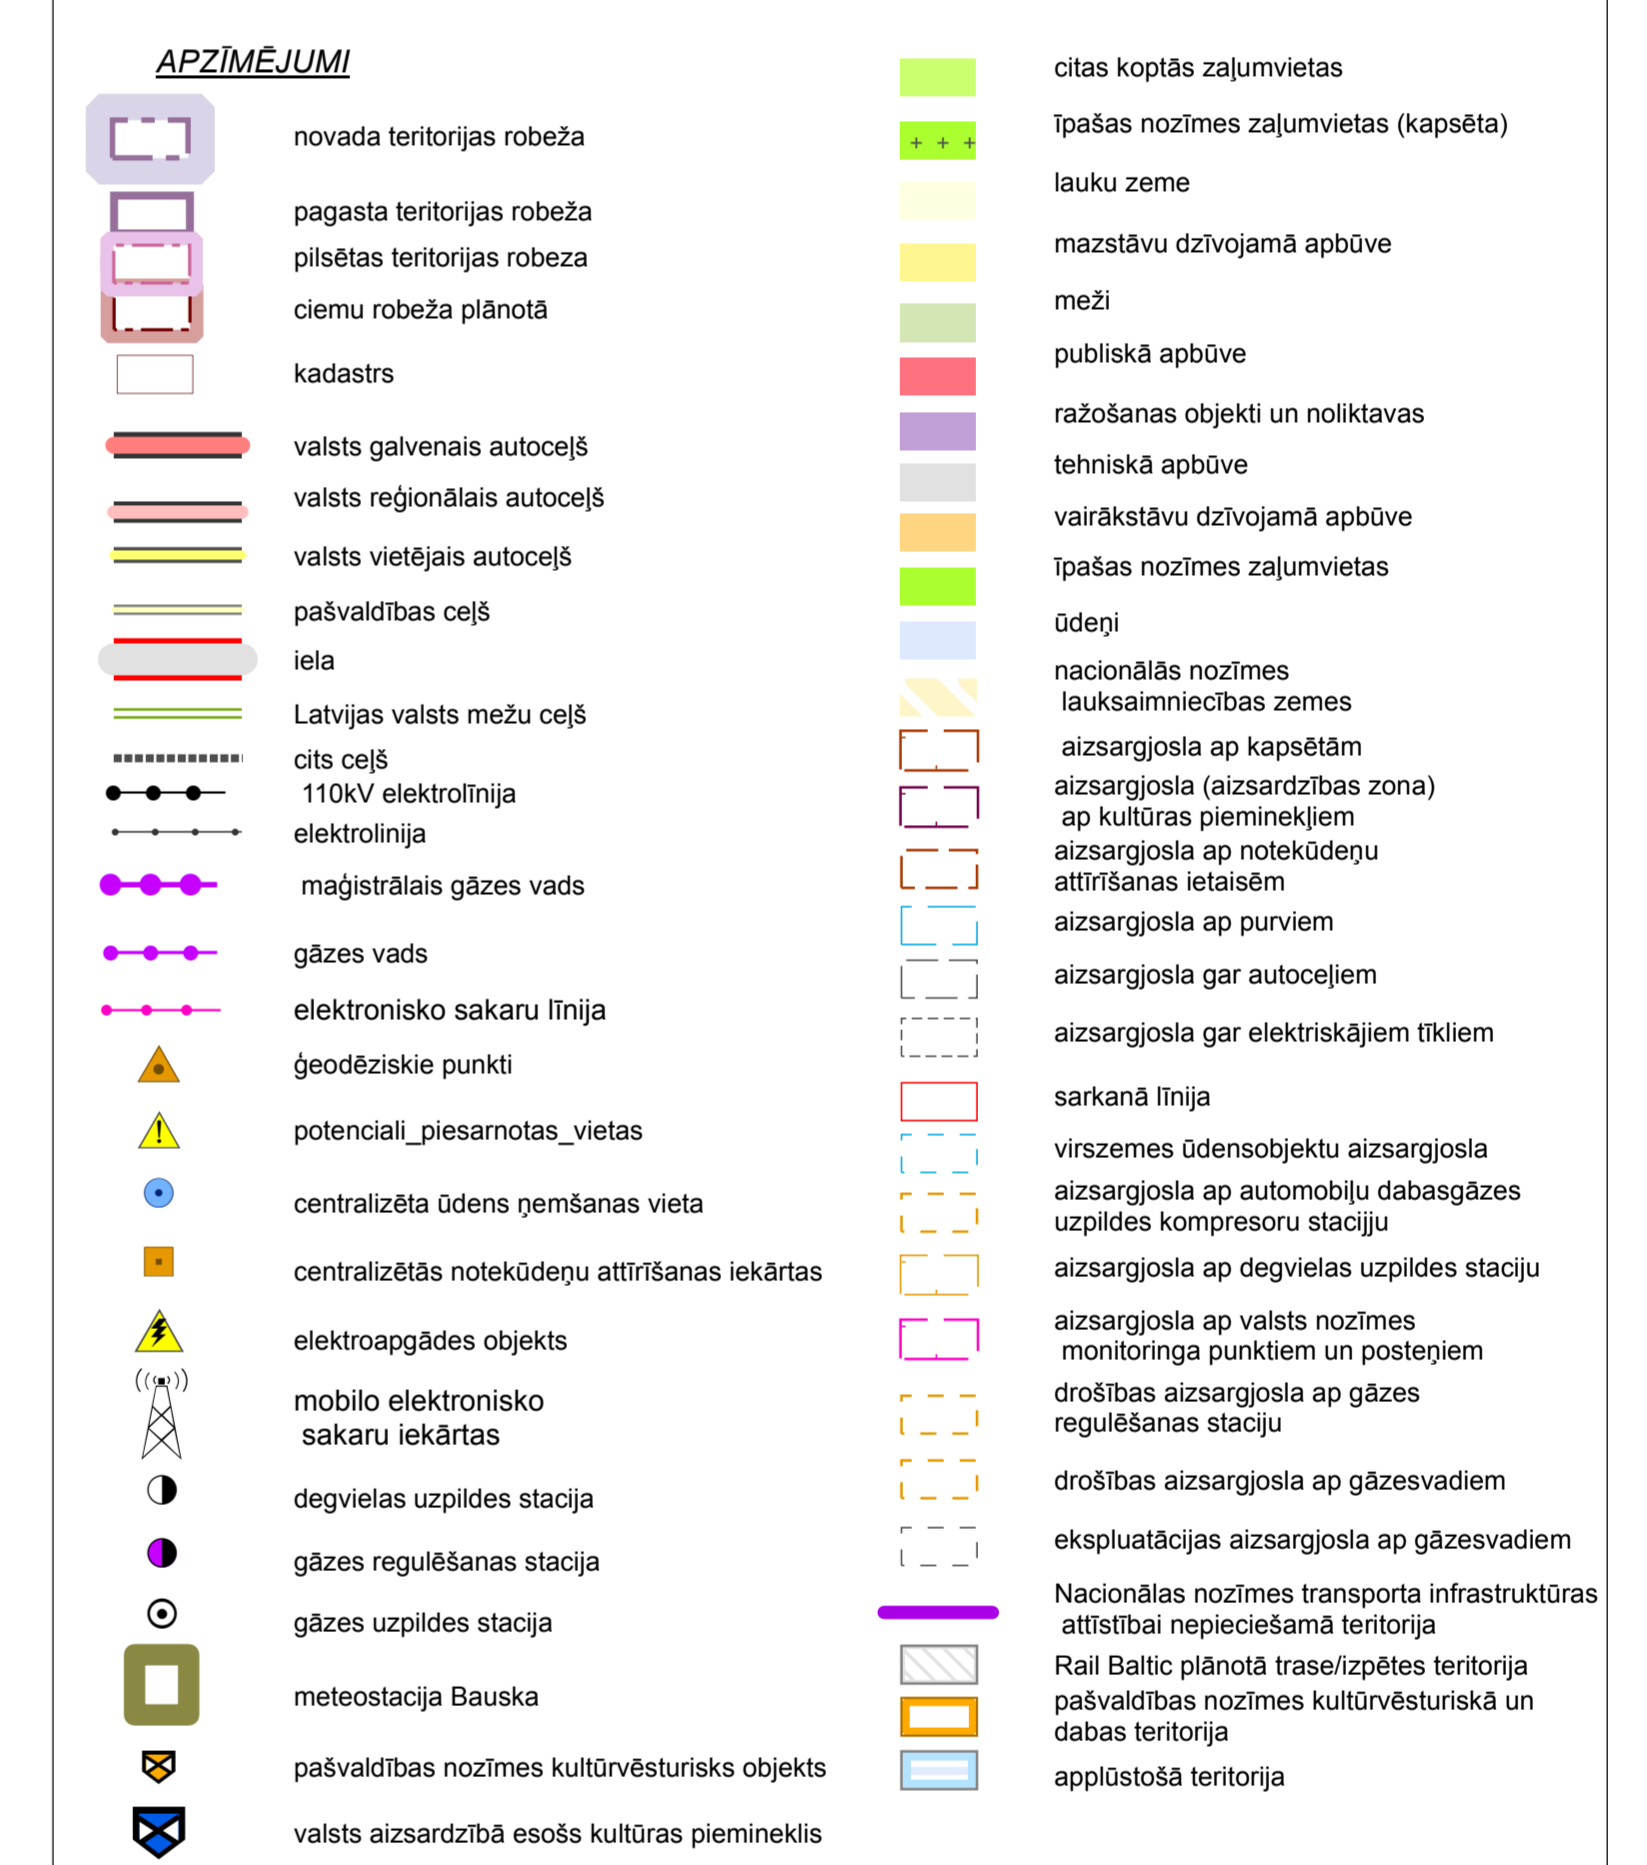 APZĪMĒJUMI
novada teritorijas robeža
pagasta teritorijas robeža
pilsētas teritorijas robeza
ciemu robeža plānotā
kadastrs
valsts galvenais autoceļš
valsts reģionālais autoceļš
valsts vietējais autoceļš
pašvaldības ceļš
iela
Latvijas valsts mežu ceļš
cits ceļš
110kV elektrolīnija
elektrolinija
maģistrālais gāzes vads
gāzes vads
elektronisko sakaru līnija
ģeodēziskie punkti
potenciali_piesarnotas_vietas
centralizēta ūdens ņemšanas vieta
centralizētās notekūdeņu attīrīšanas iekārtas
elektroapgādes objekts
mobilo elektronisko
sakaru iekārtas
degvielas uzpildes stacija
gāzes regulēšanas stacija
gāzes uzpildes stacija
meteostacija Bauska
pašvaldības nozīmes kultūrvēsturisks objekts
valsts aizsardzībā esošs kultūras piemineklis
citas koptās zaļumvietas
īpašas nozīmes zaļumvietas (kapsēta)
lauku zeme
mazstāvu dzīvojamā apbūve
meži
publiskā apbūve
ražošanas objekti un noliktavas
tehniskā apbūve
vairākstāvu dzīvojamā apbūve
īpašas nozīmes zaļumvietas
ūdeņi
nacionālās nozīmes
lauksaimniecības zemes
aizsargjosla ap kapsētām
aizsargjosla (aizsardzības zona)
ap kultūras pieminekļiem
aizsargjosla ap notekūdeņu
attīrīšanas ietaisēm
aizsargjosla ap purviem
aizsargjosla gar autoceļiem
aizsargjosla gar elektriskājiem tīkliem
sarkanā līnija
virszemes ūdensobjektu aizsargjosla
aizsargjosla ap automobiļu dabasgāzes
uzpildes kompresoru stacijju
aizsargjosla ap degvielas uzpildes staciju
aizsargjosla ap valsts nozīmes
monitoringa punktiem un posteņiem
drošības aizsargjosla ap gāzes
regulēšanas staciju
drošības aizsargjosla ap gāzesvadiem
ekspluatācijas aizsargjosla ap gāzesvadiem
Nacionālas nozīmes transporta infrastruktūras
attīstībai nepieciešamā teritorija
Rail Baltic plānotā trase/izpētes teritorija
pašvaldības nozīmes kultūrvēsturiskā un
dabas teritorija
applūstošā teritorija